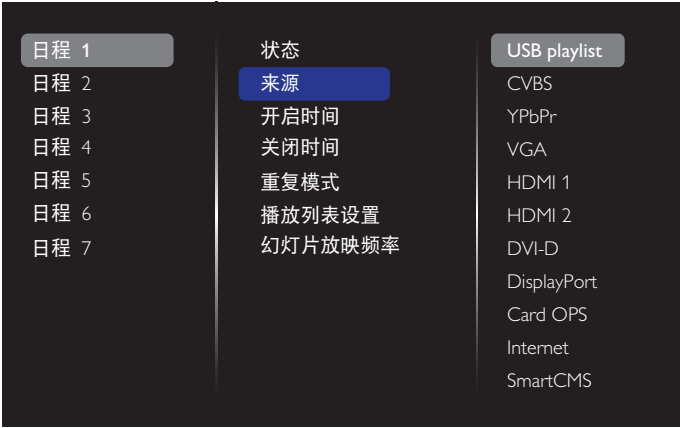 日程 1
日程 2
日程 3
日程 4
日程 5
日程 6
日程 7
状态
来源
开启时间
关闭时间
重复模式
播放列表设置
幻灯片放映频率
USB playlist
CVBS
YPbPr
VGA
HDMI 1
HDMI 2
DVI-D
DisplayPort
Card OPS
Internet
SmartCMS